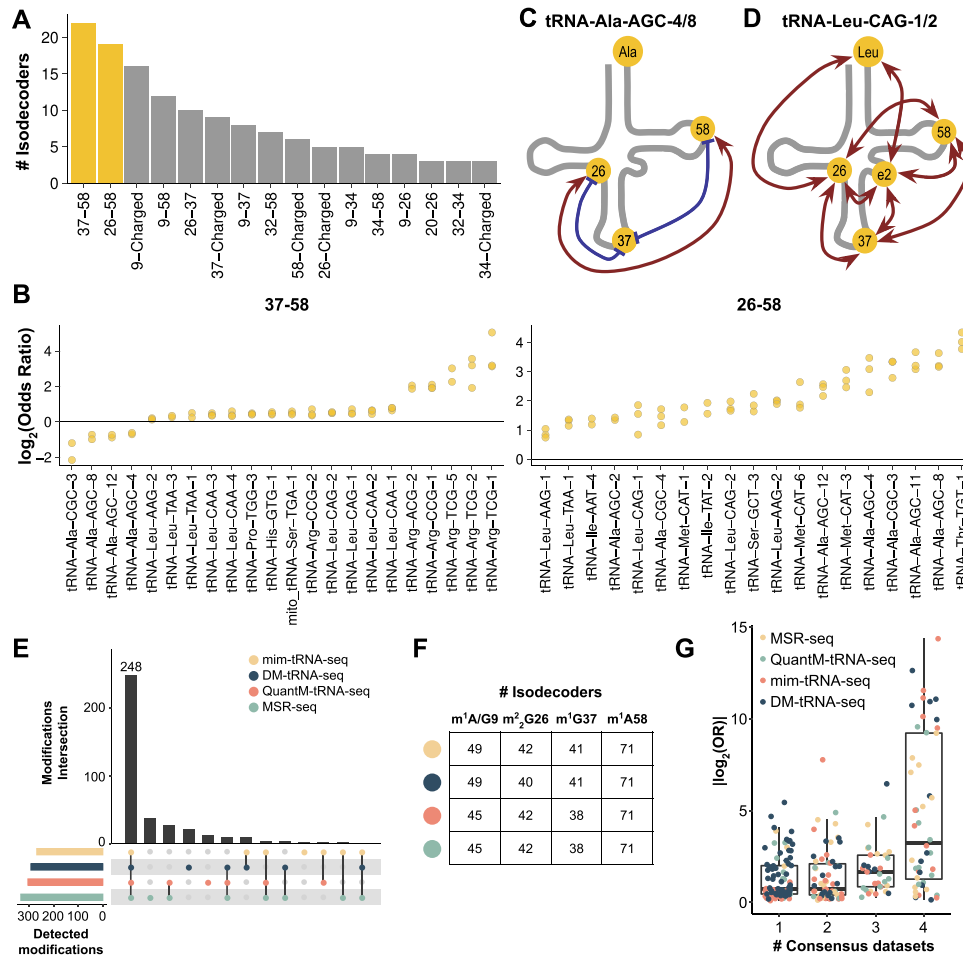 A
# Isodecoders
20
15
10
5
0
37−58
26−58
9−Charged
9−58
26−37
37−Charged
9−37
32−58
58−Charged
26−Charged
9−34
34−58
9−26
20−26
32−34
34−Charged
C
tRNA-Ala-AGC-4/8
Ala
58
26
37
D
tRNA-Leu-CAG-1/2
Leu
58
26
e2
37
B
37-58
log2(Odds Ratio)
4
2
0
−2
tRNA−Ala−CGC−3
tRNA−Ala−AGC−8
tRNA−Ala−AGC−12
tRNA−Ala−AGC−4
tRNA−Leu−AAG−2
tRNA−Leu−TAA−3
tRNA−Leu−TAA−1
tRNA−Leu−CAA−3
tRNA−Leu−CAA−4
tRNA−Pro−TGG−3
tRNA−His−GTG−1
mito_tRNA−Ser−TGA−1
tRNA−Arg−CCG−2
tRNA−Leu−CAG−2
tRNA−Leu−CAG−1
tRNA−Leu−CAA−2
tRNA−Leu−CAA−1
tRNA−Arg−ACG−2
tRNA−Arg−CCG−1
tRNA−Arg−TCG−5
tRNA−Arg−TCG−2
tRNA−Arg−TCG−1
26-58
4
3
2
1
0
tRNA−Leu−AAG−1
tRNA−Leu−TAA−1
tRNA−Ile−AAT−4
tRNA−Ala−AGC−2
tRNA−Leu−CAG−1
tRNA−Ala−CGC−4
tRNA−Met−CAT−1
tRNA−Ile−TAT−2
tRNA−Leu−CAG−2
tRNA−Ser−GCT−3
tRNA−Leu−AAG−2
tRNA−Met−CAT−6
tRNA−Ala−AGC−12
tRNA−Met−CAT−3
tRNA−Ala−AGC−4
tRNA−Ala−CGC−3
tRNA−Ala−AGC−11
tRNA−Ala−AGC−8
tRNA−Thr−TGT−1
E
Modifications
Intersection
248
200
100
0
mim-tRNA-seq
DM-tRNA-seq
QuantM-tRNA-seq
MSR-seq
300 200 100 0
Detected
modifications
F
# Isodecoders
m1A/G9 m22G26 m1G37 m1A58
49 42 41 71
49 40 41 71
45 42 38 71
45 42 38 71
G
|log2(OR)|
15
10
5
0
MSR-seq
QuantM-tRNA-seq
mim-tRNA-seq
DM-tRNA-seq
1 2 3 4
# Consensus datasets